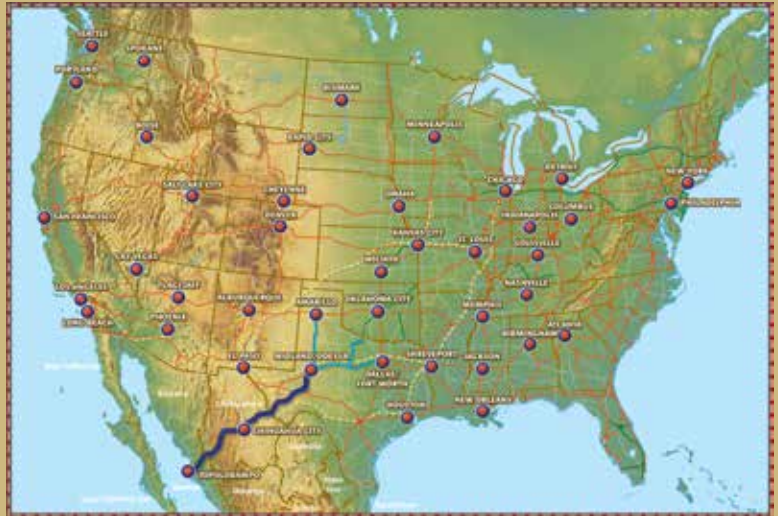 SEATTLE
SPOKANE
PORTLAND
BISMARK
BOISE
RAPID CITY
MINNEAPOLIS
SALT LAKE CITY
CHEYENNE
DENVER
OMAHA
CHICAGO
DETROIT
NEW YORK
PHILADELPHIA
COLUMBUS
INDIANAPOLIS
SAN FRANCISCO
KANSAS CITY
ST. LOUIS
LOUISVILLE
LAS VEGAS
WICHITA
NASHVILLE
LOS ANGELES
LONG BEACH
FLAGSTAFF
PHOENIX
ALBUQUERQUE
AMARILLO
OKLAHOMA CITY
MEMPHIS
BIRMINGHAM
ATLANTA
EL PASO
MIDLAND-ODESSA
DALLAS
FORT WORTH
SHREVEPORT
JACKSON
HOUSTON
NEW ORLEANS
Chihuahua
CHIHUAHUA CITY
TOPOLOBAMPO